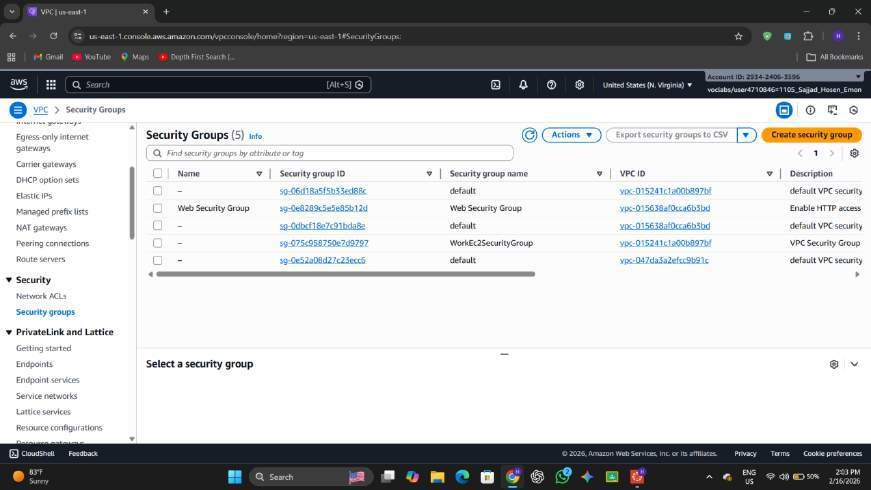 VPC | us-east-1
us-east-1.console.aws.amazon.com/vpcconsole/home?region=us-east-1#SecurityGroups:
Gmail YouTube Maps Depth First Search (... All Bookmarks
aws Search [Alt+S] United States (N. Virginia) Account ID: 2934-2406-3596
voclabs/user4710846=1105_Sajjad_Hosen_Emon
VPC > Security Groups
Internet gateways
Egress-only internet gateways
Carrier gateways
DHCP option sets
Elastic IPs
Managed prefix lists
NAT gateways
Peering connections
Route servers
Security
Network ACLs
Security groups
PrivateLink and Lattice
Getting started
Endpoints
Endpoint services
Service networks
Lattice services
Resource configurations
Resource gateways
Security Groups (5) Info
Actions Export security groups to CSV Create security group
Find security groups by attribute or tag
1
Name Security group ID Security group name VPC ID Description
– sg-06d18a5f5b33ed88c default vpc-015241c1a00b897bf default VPC security
Web Security Group sg-0e8289c5e5e85b12d Web Security Group vpc-015638af0cca6b3bd Enable HTTP access
– sg-0dbcf18e7c91bda8e default vpc-015638af0cca6b3bd default VPC security
– sg-075c958750e7d9797 WorkEc2SecurityGroup vpc-015241c1a00b897bf VPC Security Group
– sg-0e52a08d27c23ecc6 default vpc-047da3a2efcc9b91c default VPC security
Select a security group
CloudShell Feedback © 2026, Amazon Web Services, Inc. or its affiliates. Privacy Terms Cookie preferences
83°F
Sunny
Search
2
ENG
US
50%
2:03 PM
2/16/2026